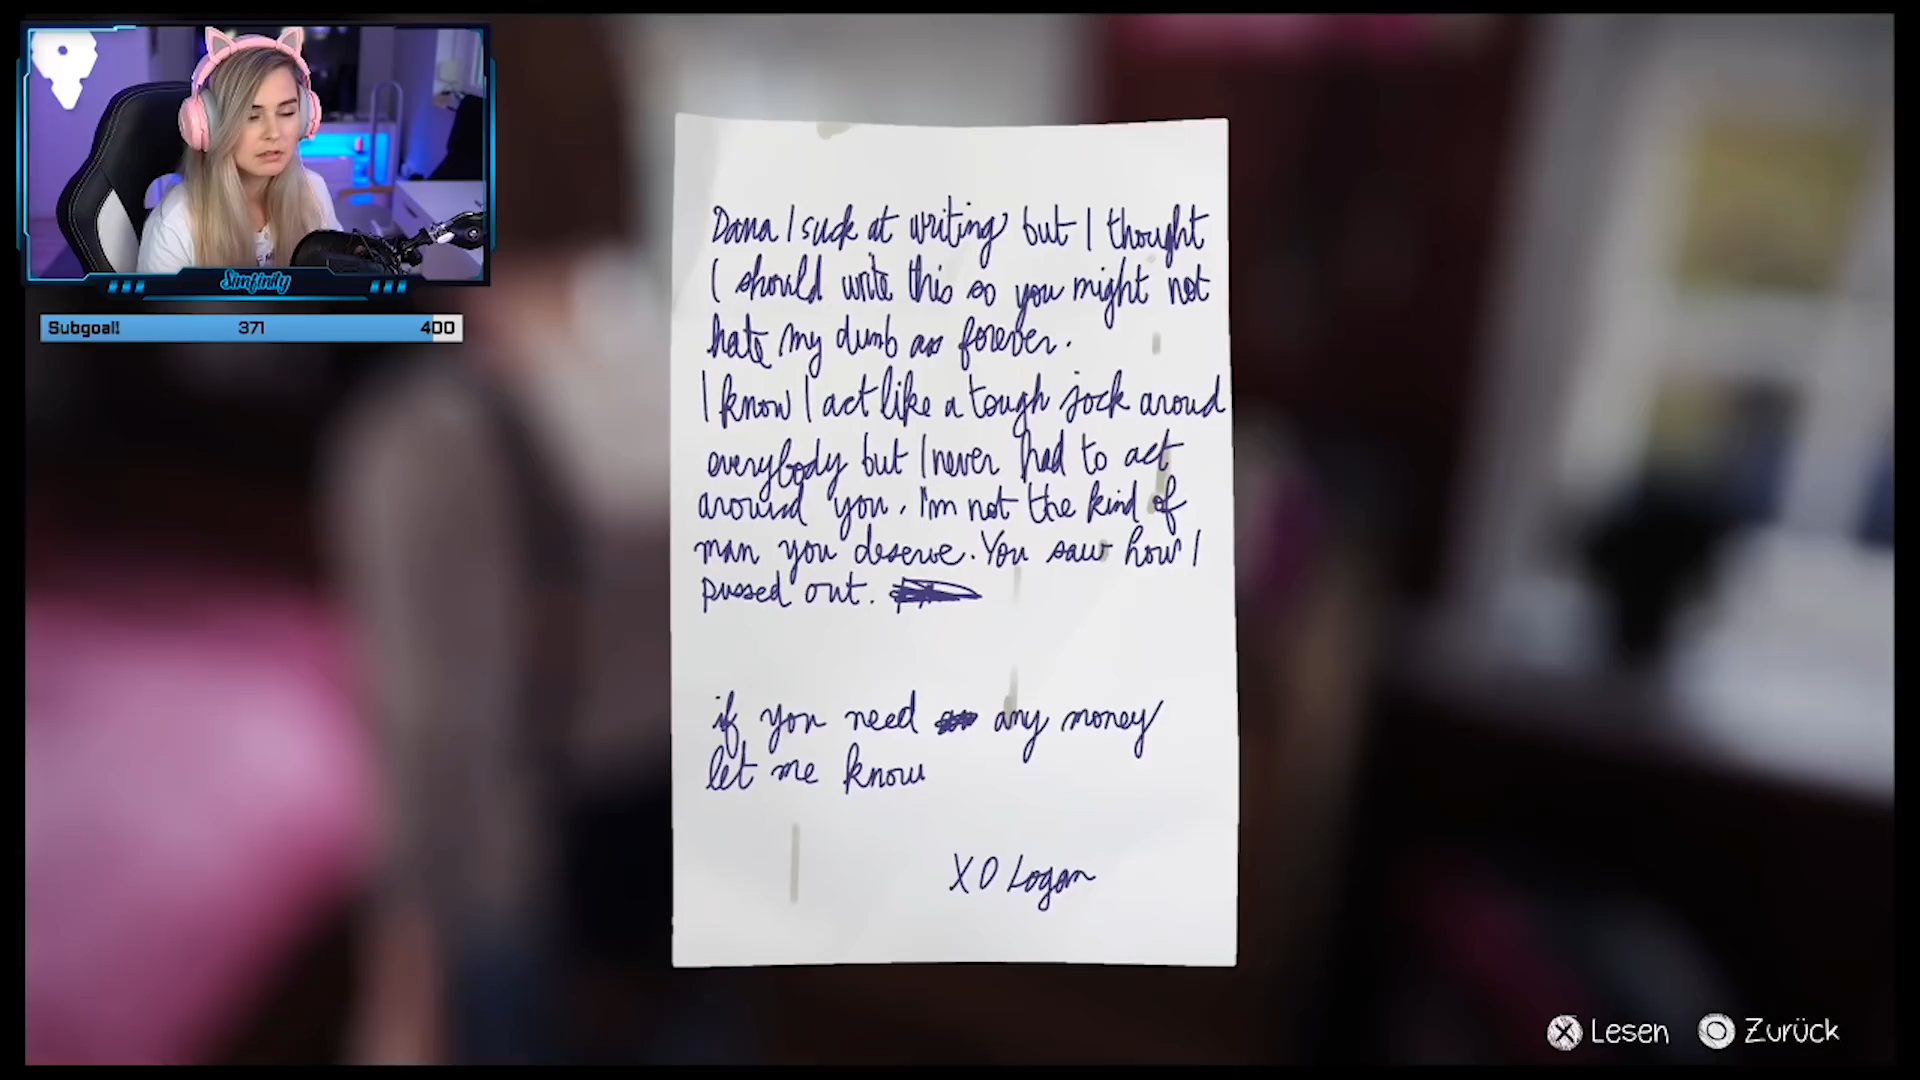 Simfinity
Subgoal! 371 400
Dana I suck at writing but I thought
I should write this so you might not
hate my dumb ass forever.
I know I act like a tough jock aroud
everybody but I never had to act
around you. I'm not the kind of
man you deserve. You saw how I
pussed out.
if you need any money
let me know
XO Logan
Lesen Zurück